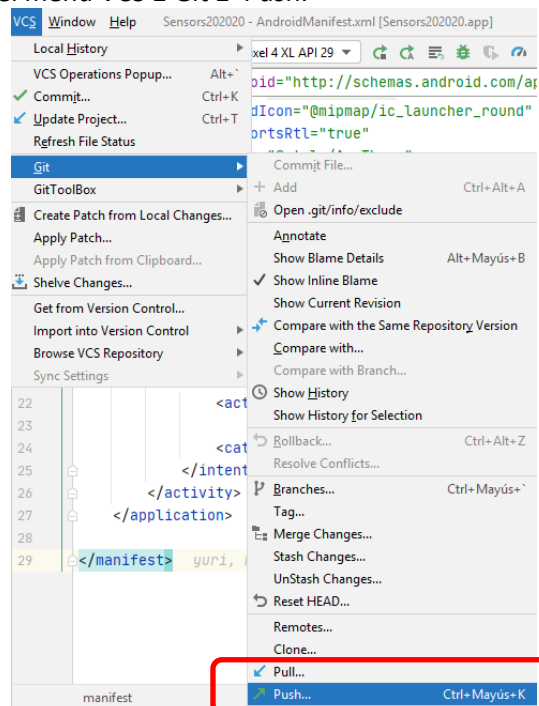 VCS Window Help Sensors202020 - AndroidManifest.xml [Sensors202020.app]
Local History
VCS Operations Popup... Alt+`
Commit... Ctrl+K
Update Project... Ctrl+T
Refresh File Status
Git
GitToolBox
Create Patch from Local Changes...
Apply Patch...
Apply Patch from Clipboard...
Shelve Changes...
Get from Version Control...
Import into Version Control
Browse VCS Repository
Sync Settings
xel 4 XL API 29
oid="http://schemas.android.com/ap
dIcon="@mipmap/ic_launcher_round"
ortsRtl="true"
Commit File...
Add Ctrl+Alt+A
Open .git/info/exclude
Annotate
Show Blame Details Alt+Mayús+B
Show Inline Blame
Show Current Revision
Compare with the Same Repository Version
Compare with...
Compare with Branch...
Show History
Show History for Selection
Rollback... Ctrl+Alt+Z
Resolve Conflicts...
Branches... Ctrl+Mayús+`
Tag...
Merge Changes...
Stash Changes...
UnStash Changes...
Reset HEAD...
Remotes...
Clone...
Pull...
Push... Ctrl+Mayús+K
22 <act
23
24 <cat
25 </intent
26 </activity>
27 </application>
28
29 </manifest> yuri,
manifest